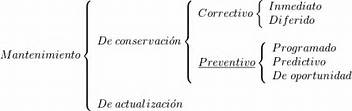 Mantenimiento
De conservación
Correctivo
Inmediato
Diferido
Preventivo
Programado
Predictivo
De oportunidad
De actualización